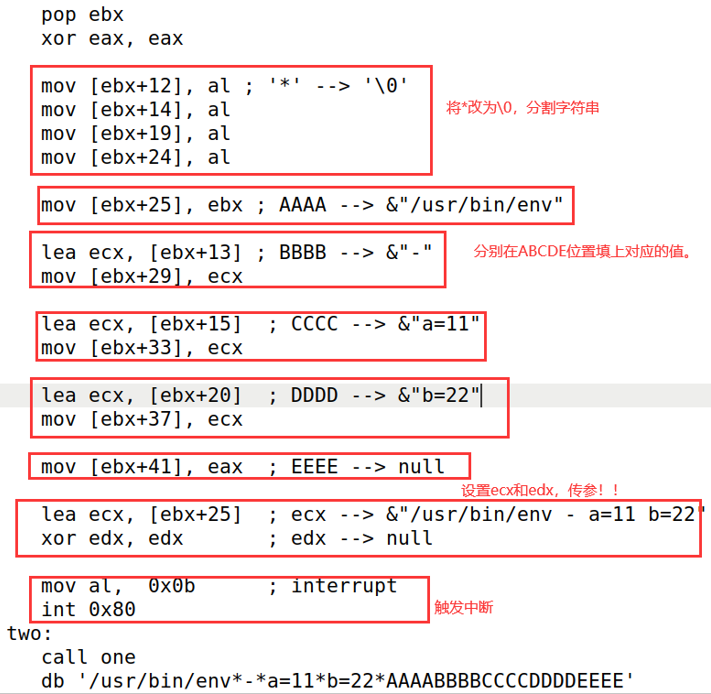 pop ebx
xor eax, eax
mov [ebx+12], al ; '*' --> '\0'
将*改为\0，分割字符串
mov [ebx+14], al
mov [ebx+19], al
mov [ebx+24], al
mov [ebx+25], ebx ; AAAA --> &"/usr/bin/env"
lea ecx, [ebx+13] ; BBBB --> &"-"
分别在ABCDE位置填上对应的值。
mov [ebx+29], ecx
lea ecx, [ebx+15]  ; CCCC --> &"a=11"
mov [ebx+33], ecx
lea ecx, [ebx+20]  ; DDDD --> &"b=22"
mov [ebx+37], ecx
mov [ebx+41], eax  ; EEEE --> null
设置ecx和edx，传参！！
lea ecx, [ebx+25]  ; ecx --> &"/usr/bin/env - a=11 b=22"
xor edx, edx       ; edx --> null
mov al,  0x0b      ; interrupt
int 0x80
触发中断
two:
call one
db '/usr/bin/env*-*a=11*b=22*AAAABBBBCCCCDDDDEEEE'